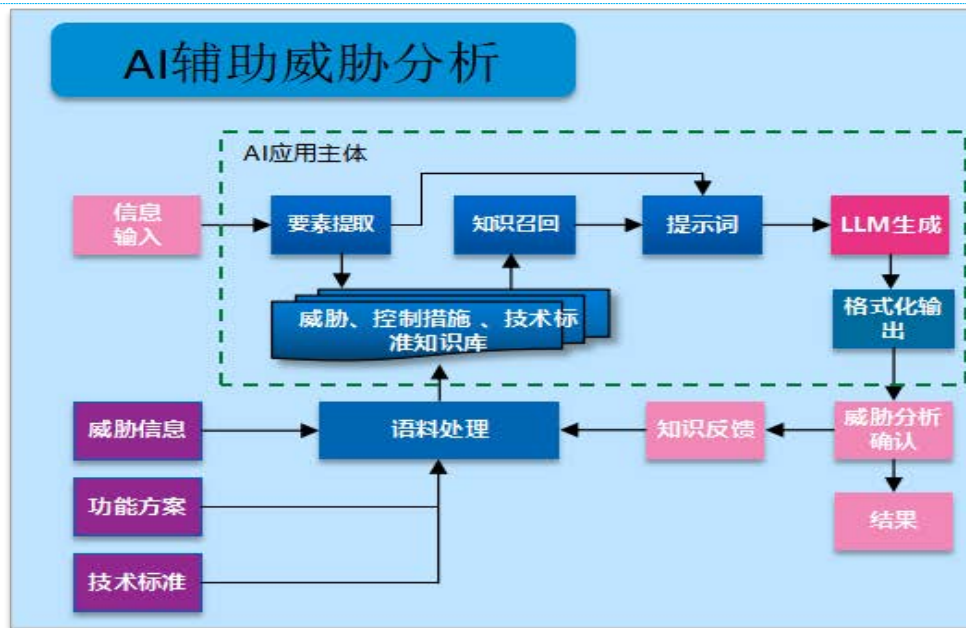 AI辅助威胁分析
AI应用主体
信息
输入
要素提取
知识召回
提示词
LLM生成
威胁、控制措施 、技术标
准知识库
格式化输
出
威胁信息
语料处理
知识反馈
威胁分析
确认
功能方案
结果
技术标准